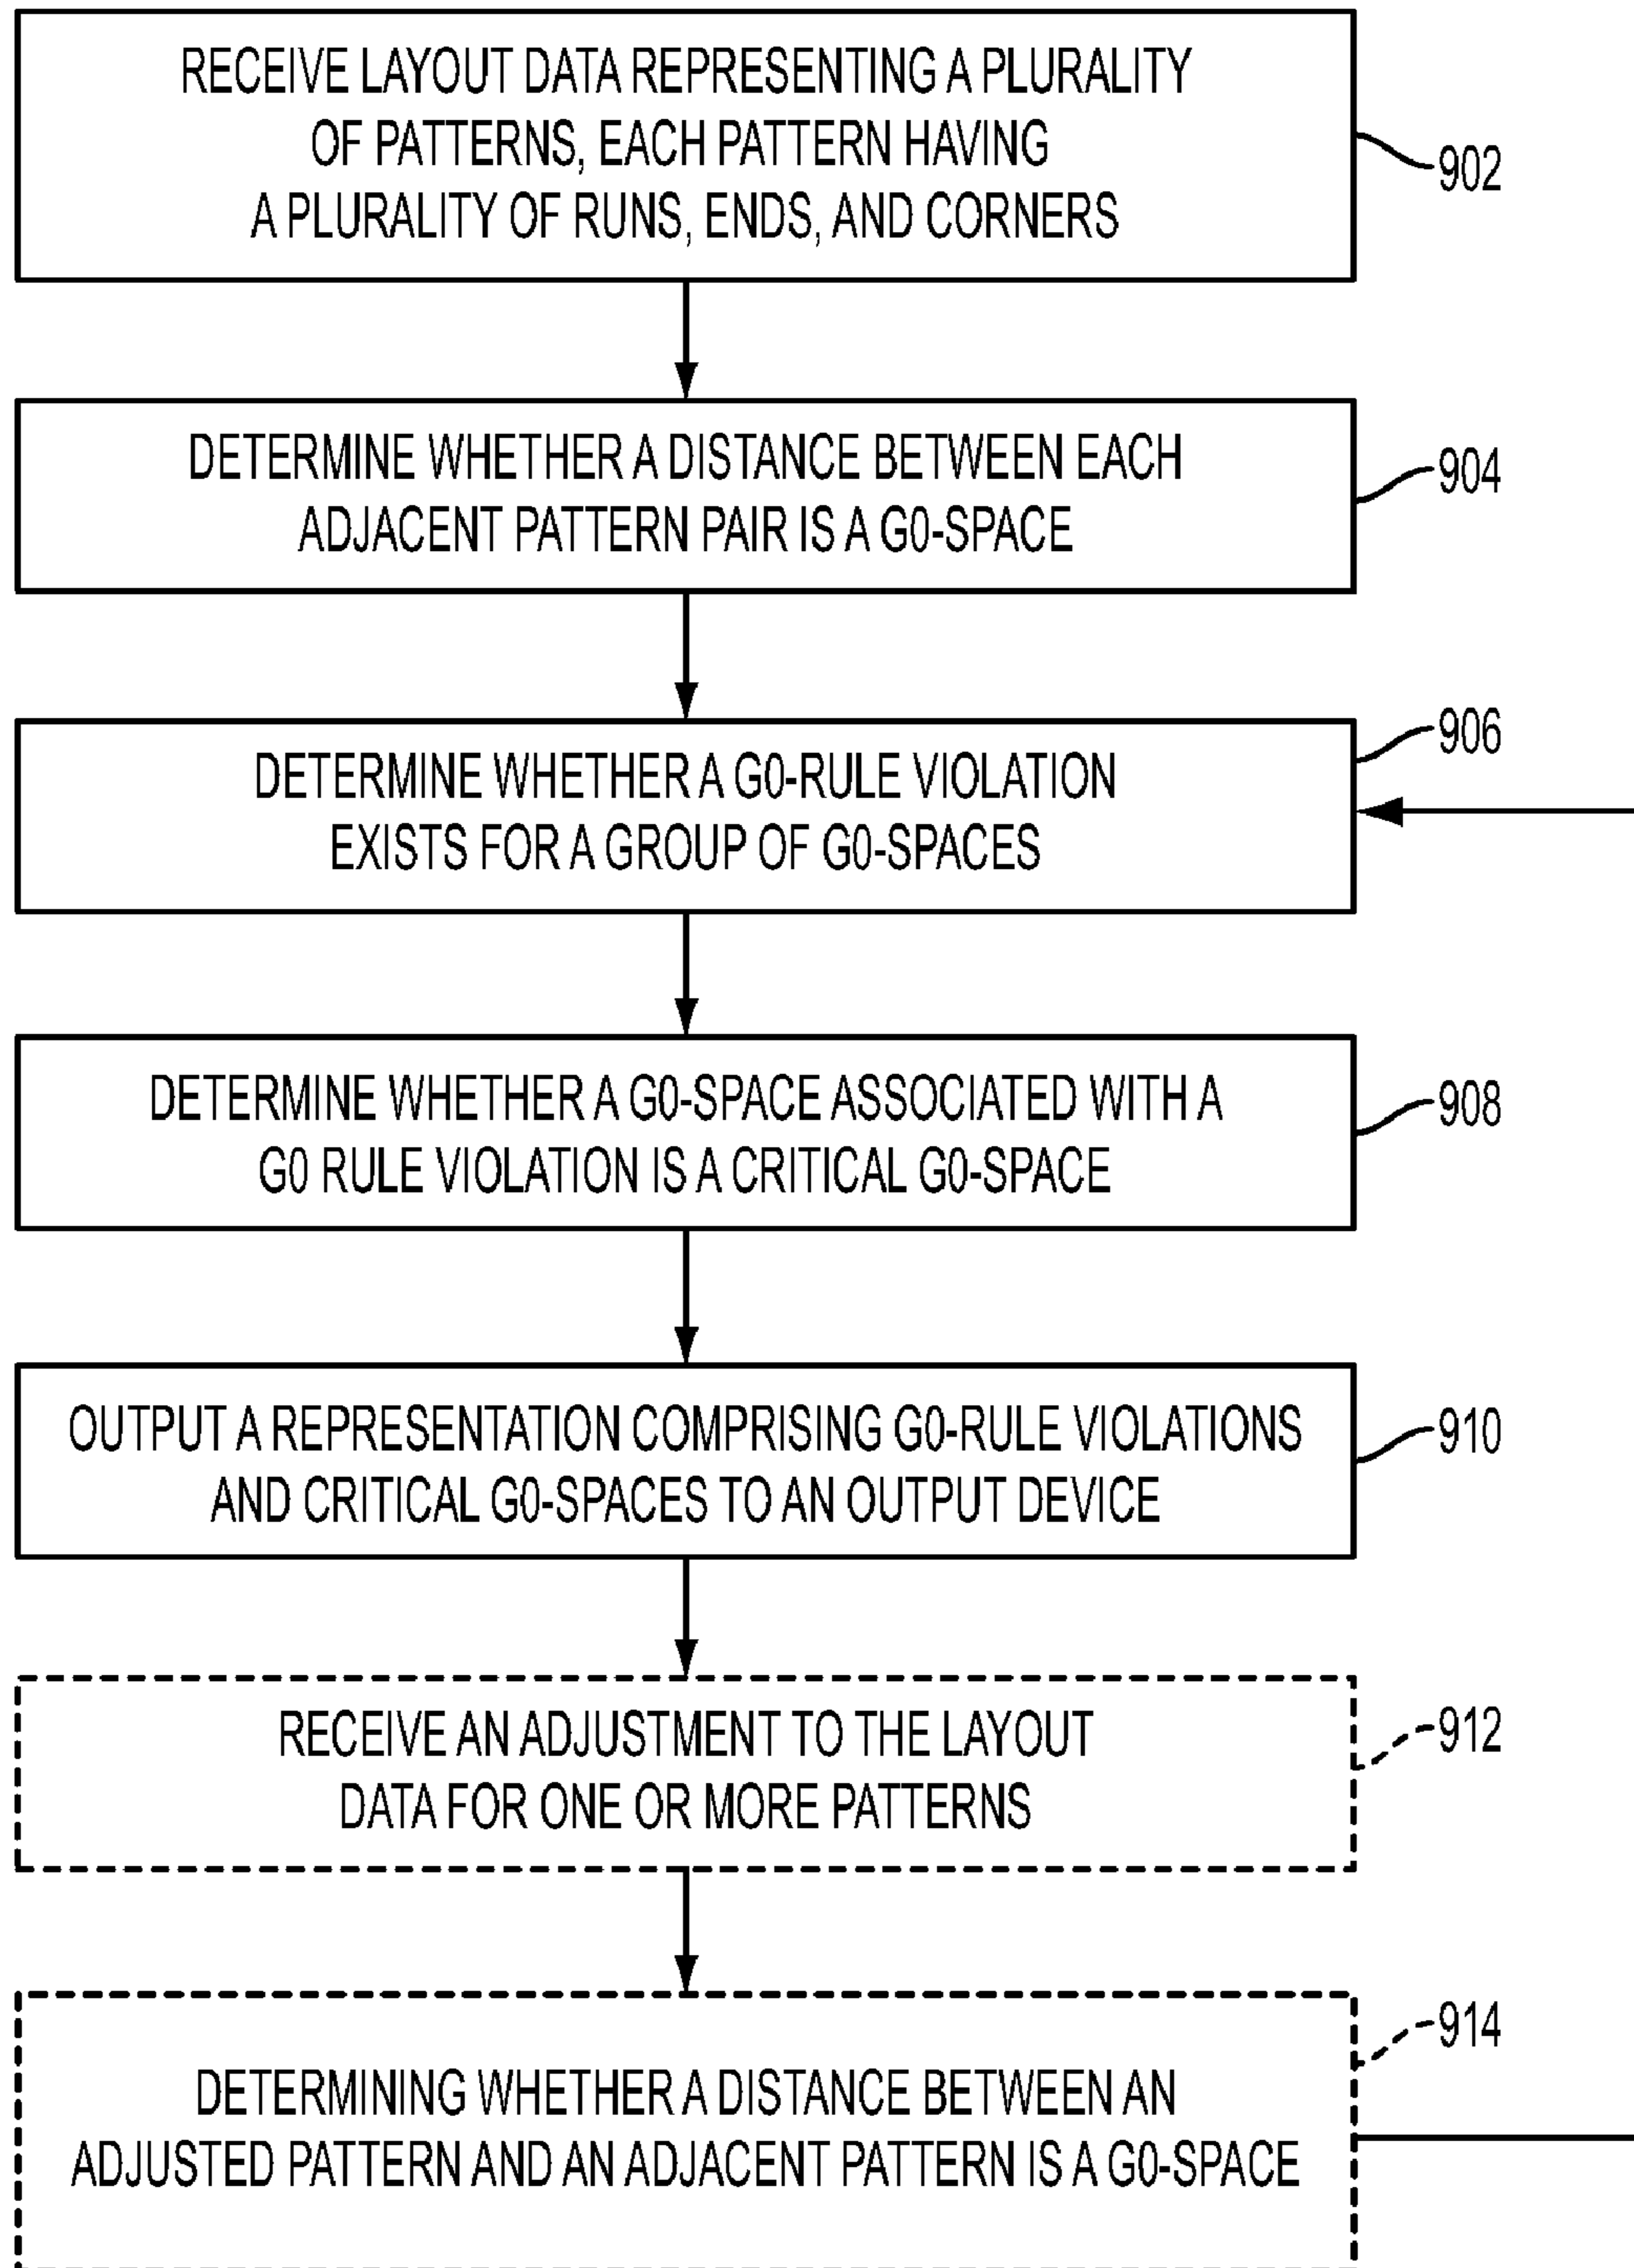 RECEIVE LAYOUT DATA REPRESENTING A PLURALITY
OF PATTERNS, EACH PATTERN HAVING
A PLURALITY OF RUNS, ENDS, AND CORNERS
902
DETERMINE WHETHER A DISTANCE BETWEEN EACH
ADJACENT PATTERN PAIR IS A G0-SPACE
904
DETERMINE WHETHER A G0-RULE VIOLATION
EXISTS FOR A GROUP OF G0-SPACES
906
DETERMINE WHETHER A G0-SPACE ASSOCIATED WITH A
G0 RULE VIOLATION IS A CRITICAL G0-SPACE
908
OUTPUT A REPRESENTATION COMPRISING G0-RULE VIOLATIONS
AND CRITICAL G0-SPACES TO AN OUTPUT DEVICE
910
RECEIVE AN ADJUSTMENT TO THE LAYOUT
DATA FOR ONE OR MORE PATTERNS
912
DETERMINING WHETHER A DISTANCE BETWEEN AN
ADJUSTED PATTERN AND AN ADJACENT PATTERN IS A G0-SPACE
914